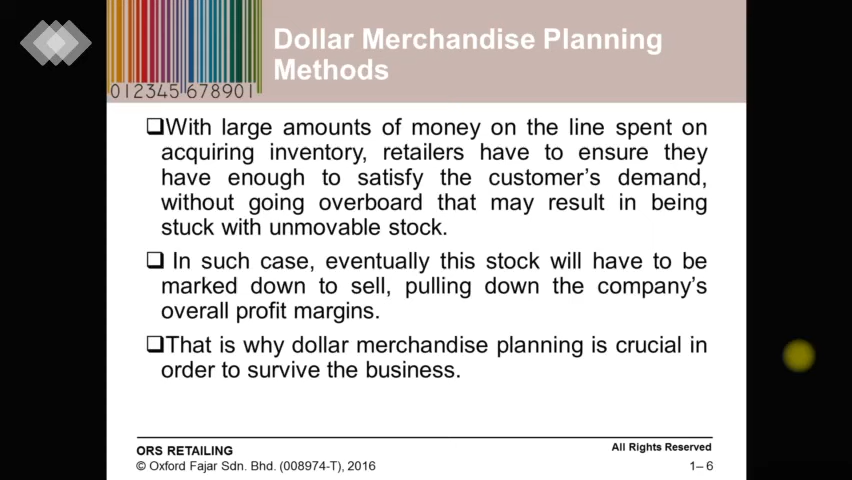 012345 678901
Dollar Merchandise Planning
Methods
❑With large amounts of money on the line spent on
acquiring inventory, retailers have to ensure they
have enough to satisfy the customer's demand,
without going overboard that may result in being
stuck with unmovable stock.
❑ In such case, eventually this stock will have to be
marked down to sell, pulling down the company's
overall profit margins.
❑That is why dollar merchandise planning is crucial in
order to survive the business.
ORS RETAILING
All Rights Reserved
© Oxford Fajar Sdn. Bhd. (008974-T), 2016
1– 6